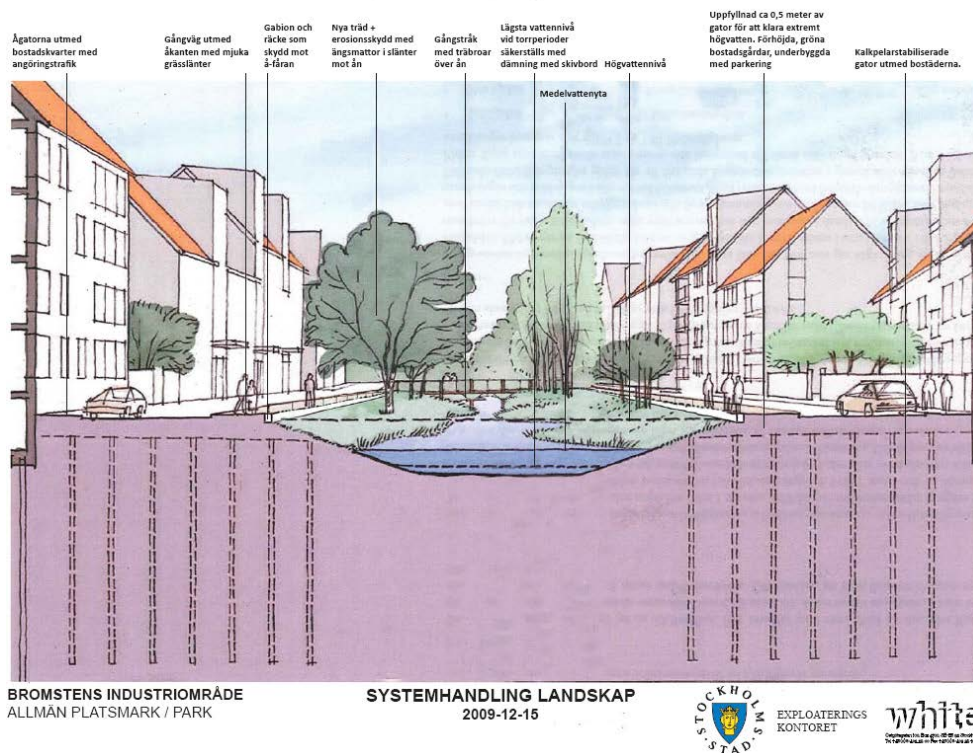 Ågatorna utmed
bostadskvarter med
angöringstrafik
Gångväg utmed
åkanten med mjuka
grässlänter
Gabion och
räcke som
skydd mot
å-fåran
Nya träd +
erosionsskydd med
ängsmattor i slänter
mot ån
Gångstråk
med träbroar
över ån
Lägsta vattennivå
vid torrperioder
säkerställs med
dämning med skivbord
Högvattennivå
Uppfyllnad ca 0,5 meter av
gator för att klara extremt
högvatten. Förhöjda, gröna
bostadsgårdar, underbyggda
med parkering
Kalkpelarstabiliserade
gator utmed bostäderna.
Medelvattenyta
BROMSTENS INDUSTRIOMRÅDE
ALLMÄN PLATSMARK / PARK
SYSTEMHANDLING LANDSKAP
2009-12-15
STOCKHOLMS STAD
EXPLOATERINGS
KONTORET
white